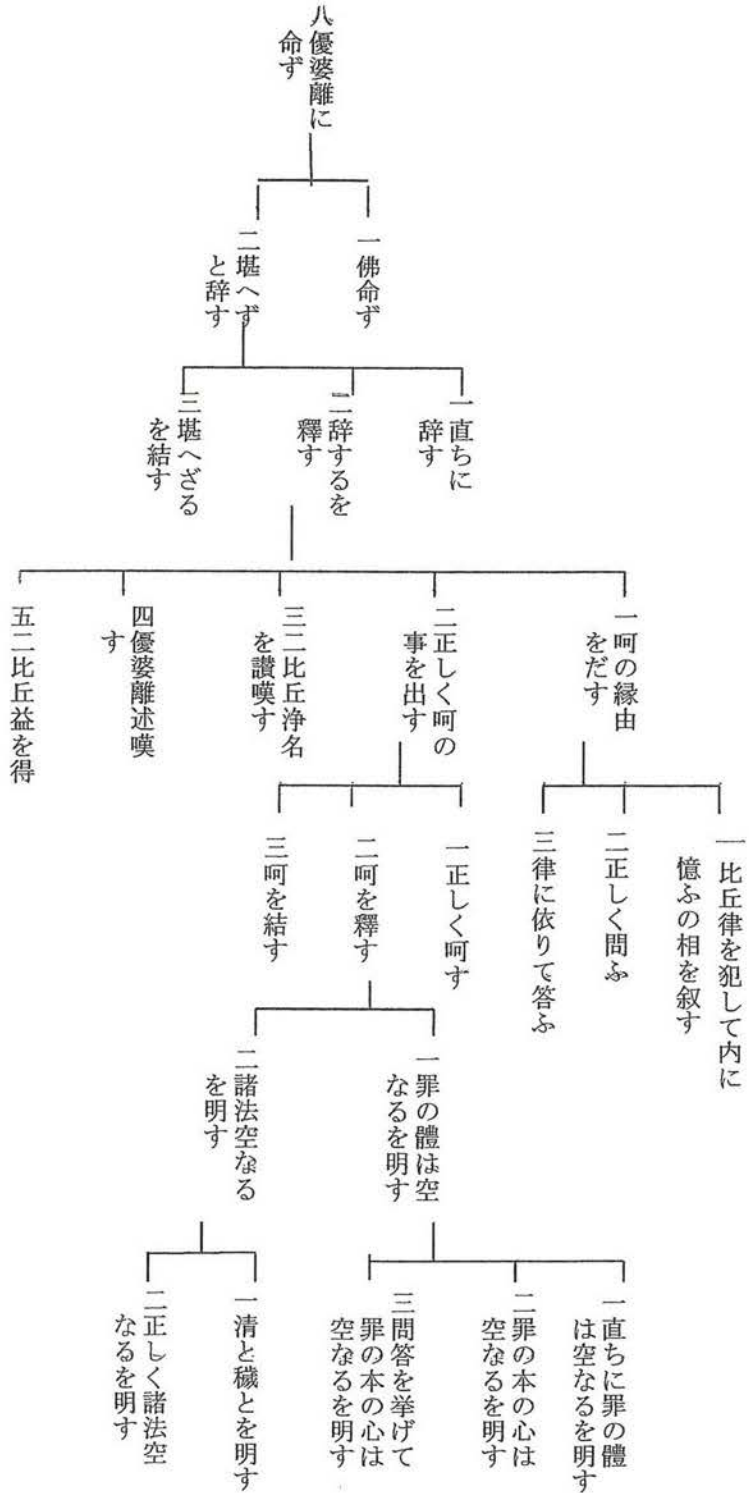 八優婆離に
命ず
一佛命ず
二堪へず
と辞す
一直ちに
辞す
二辞するを
釋す
三堪へざる
を結す
一呵の縁由
をだす
二正しく呵の
事を出す
三二比丘浄名
を讃嘆す
四優婆離述嘆
す
五二比丘益を得
一比丘律を犯して内に
憶ふの相を叙す
二正しく問ふ
三律に依りて答ふ
一正しく呵す
二呵を釋す
三呵を結す
一罪の體は空
なるを明す
二諸法空なる
を明す
一直ちに罪の體
は空なるを明す
二罪の本の心は
空なるを明す
三問答を挙げて
罪の本の心は
空なるを明す
一清と穢とを明す
二正しく諸法空
なるを明す